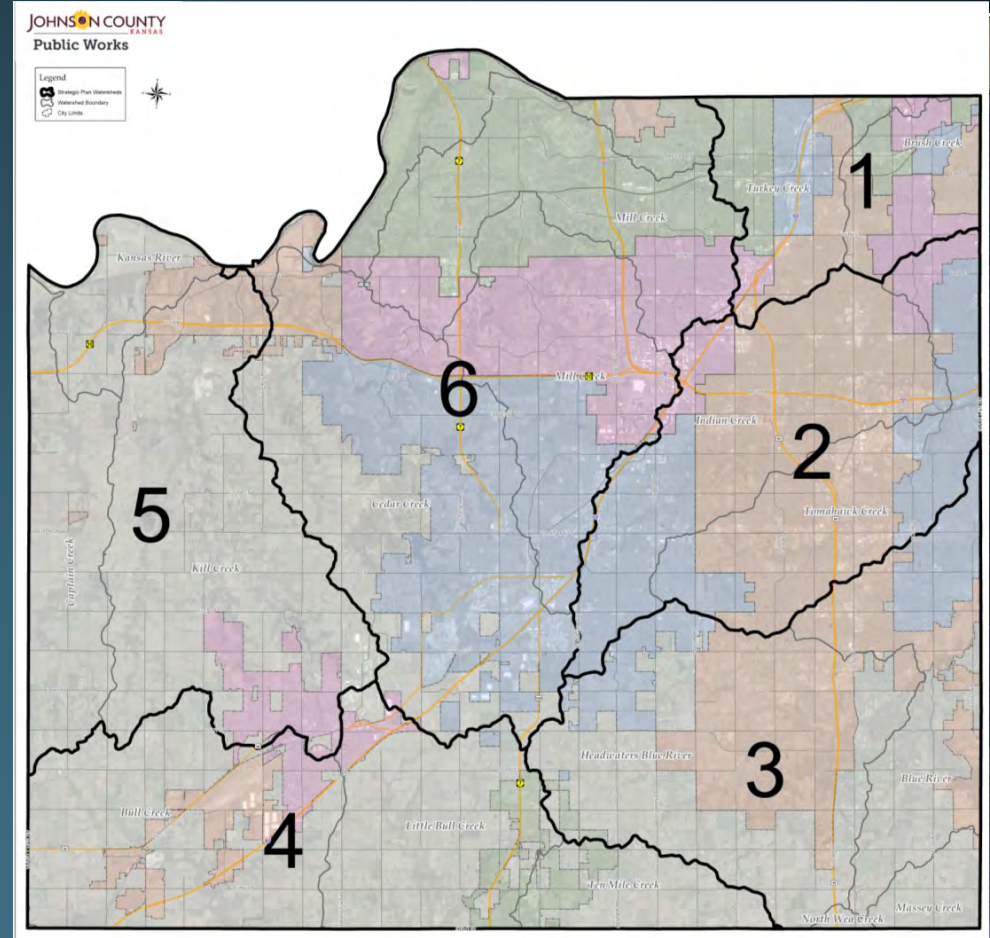 JOHNSON COUNTY
KANSAS
Public Works
Legend
Strategic Plan Watersheds
Watershed Boundary
City Limits
Brush Creek
1
Turkey Creek
Mill Creek
Kansas River
Mill Creek
6
Indian Creek
2
Cedar Creek
Tomahawk Creek
5
Captain Creek
Kill Creek
Headwaters Blue River
3
Blue River
Bull Creek
Little Bull Creek
4
Ten Mile Creek
Massey Creek
North Wea Creek